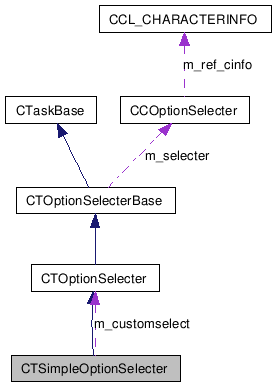 CCL_CHARACTERINFO
m_ref_cinfo
CTaskBase
CCOptionSelecter
m_selecter
CTOptionSelecterBase
CTOptionSelecter
m_customselect
CTSimpleOptionSelecter